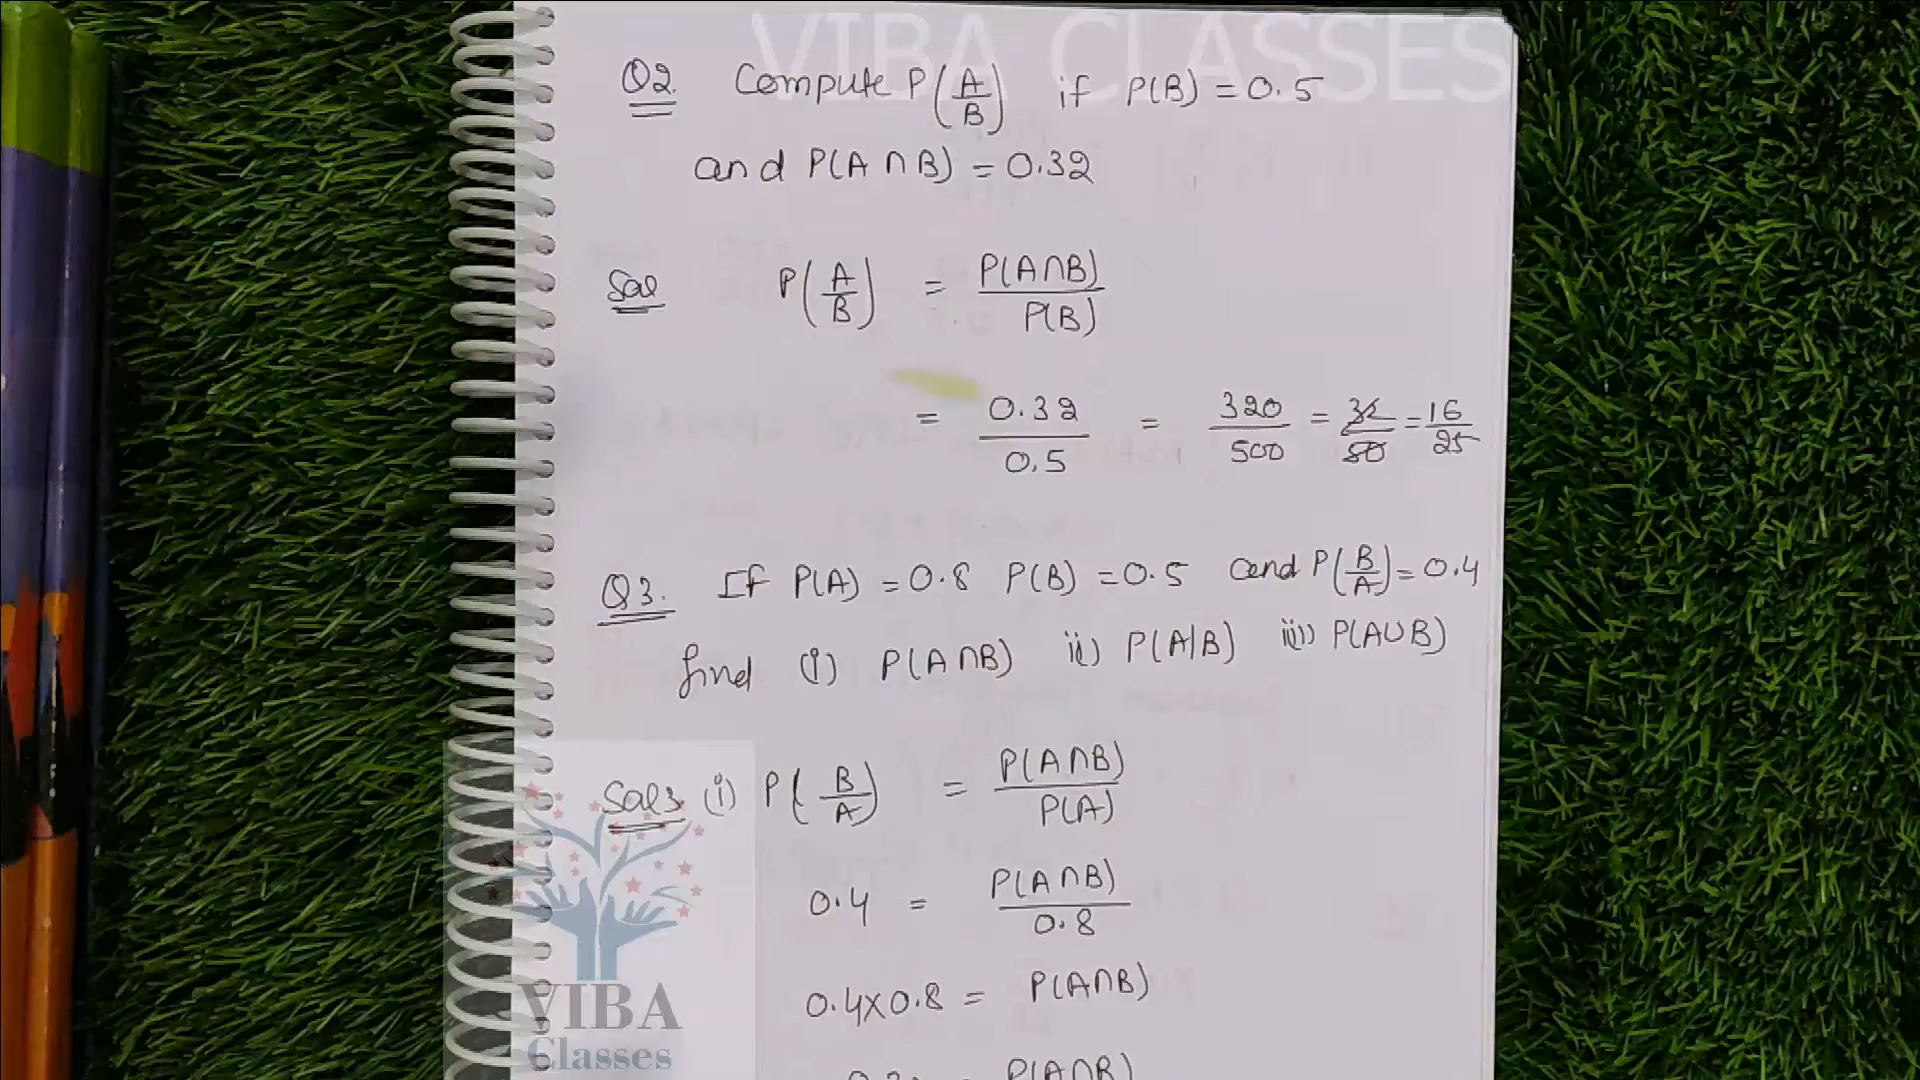 VIBA CLASSES
Q2. Compute P(A/B) if P(B) = 0.5
and P(A ∩ B) = 0.32
Sol P(A/B) = P(A∩B)/P(B)
= 0.32/0.5 = 320/500 = 32/50 = 16/25
Q3. If P(A) = 0.8 P(B) = 0.5 and P(B/A) = 0.4
find (i) P(A∩B) ii) P(A|B) iii) P(A∪B)
Sol3 (i) P(B/A) = P(A∩B)/P(A)
0.4 = P(A∩B)/0.8
0.4×0.8 = P(A∩B)
= P(A∩B)
VIBA
Classes